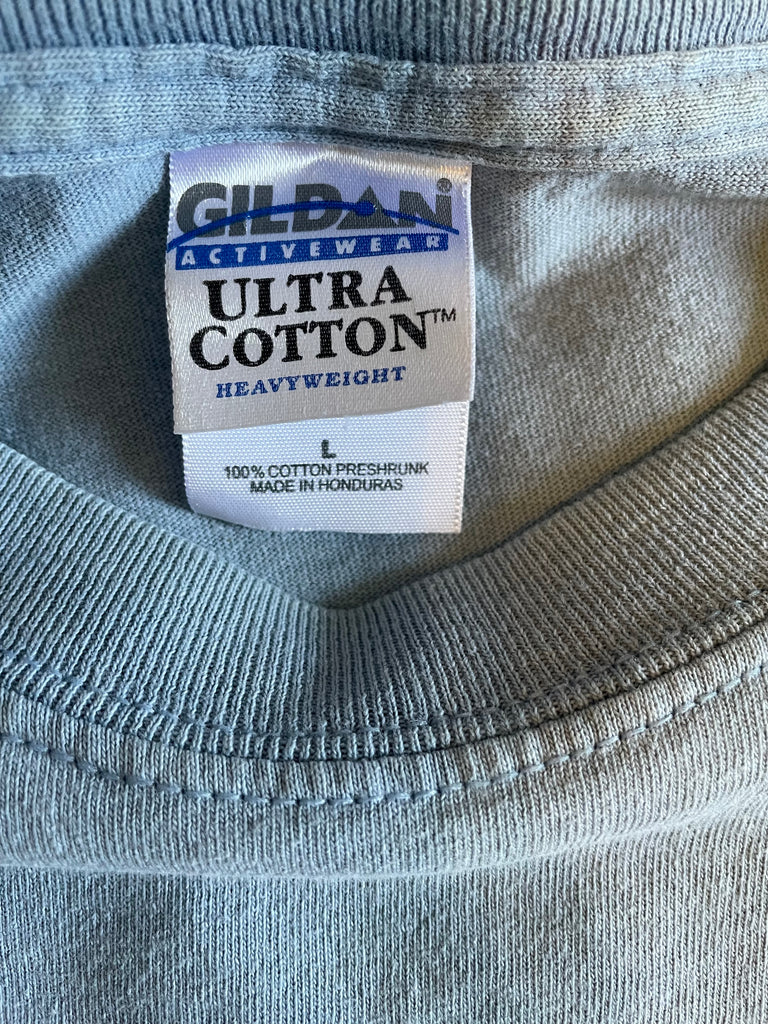 GILDAN®
ACTIVEWEAR
ULTRA
COTTON™
HEAVYWEIGHT
L
100% COTTON PRESHRUNK
MADE IN HONDURAS